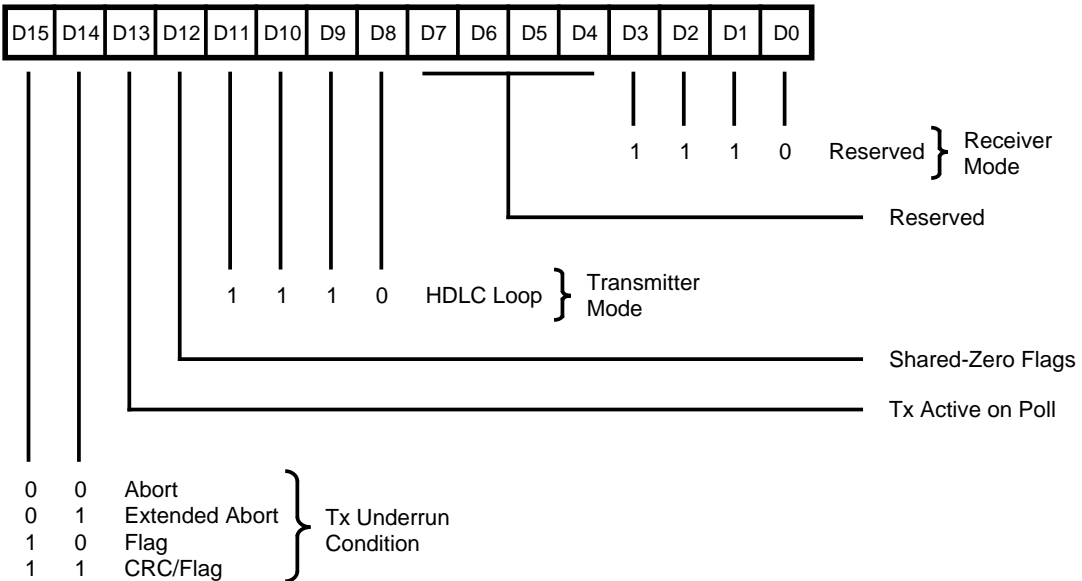 D15 D14 D13 D12 D11 D10 D9 D8 D7 D6 D5 D4 D3 D2 D1 D0
1 1 1 0 Reserved Receiver
Mode
Reserved
1 1 1 0 HDLC Loop Transmitter
Mode
Shared-Zero Flags
Tx Active on Poll
0 0 Abort
0 1 Extended Abort Tx Underrun
1 0 Flag Condition
1 1 CRC/Flag